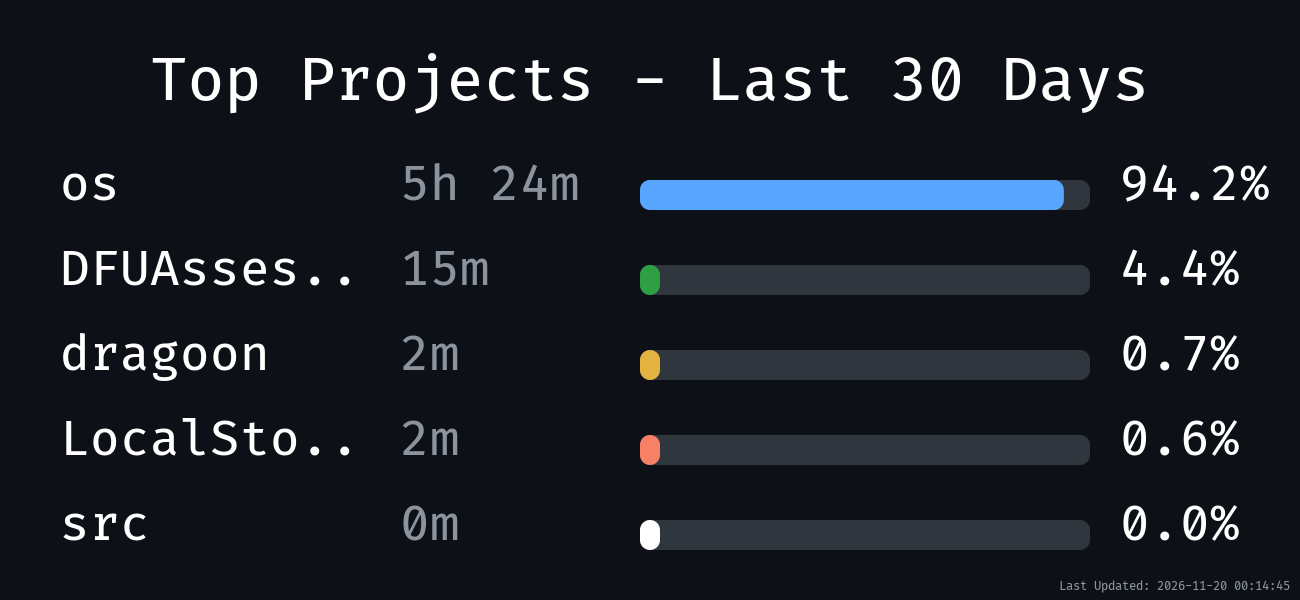 Top Projects - Last 30 Days
os 5h 24m 94.2%
DFUAsses.. 15m 4.4%
dragoon 2m 0.7%
LocalSto.. 2m 0.6%
src 0m 0.0%
Last Updated: 2026-11-20 00:14:45